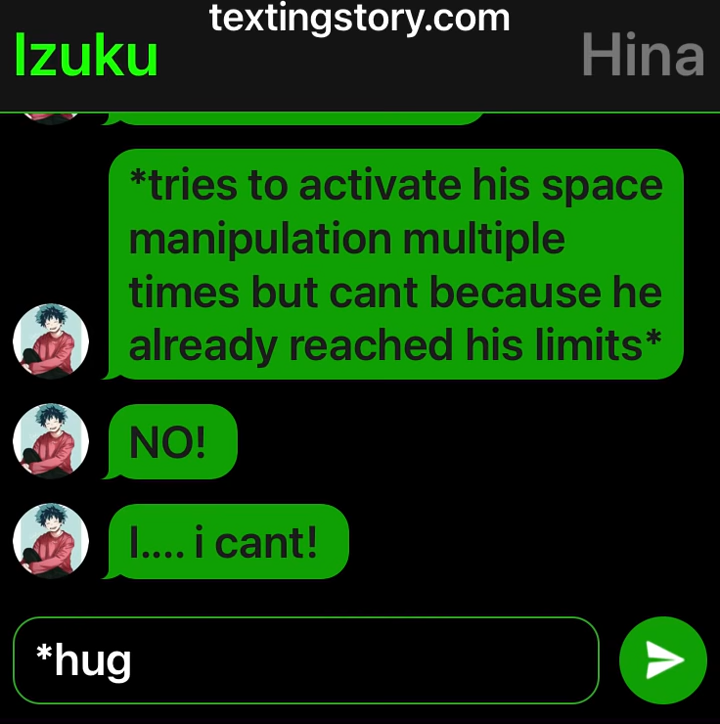 textingstory.com
Izuku
Hina
*tries to activate his space
manipulation multiple
times but cant because he
already reached his limits*
NO!
I.... i cant!
*hug